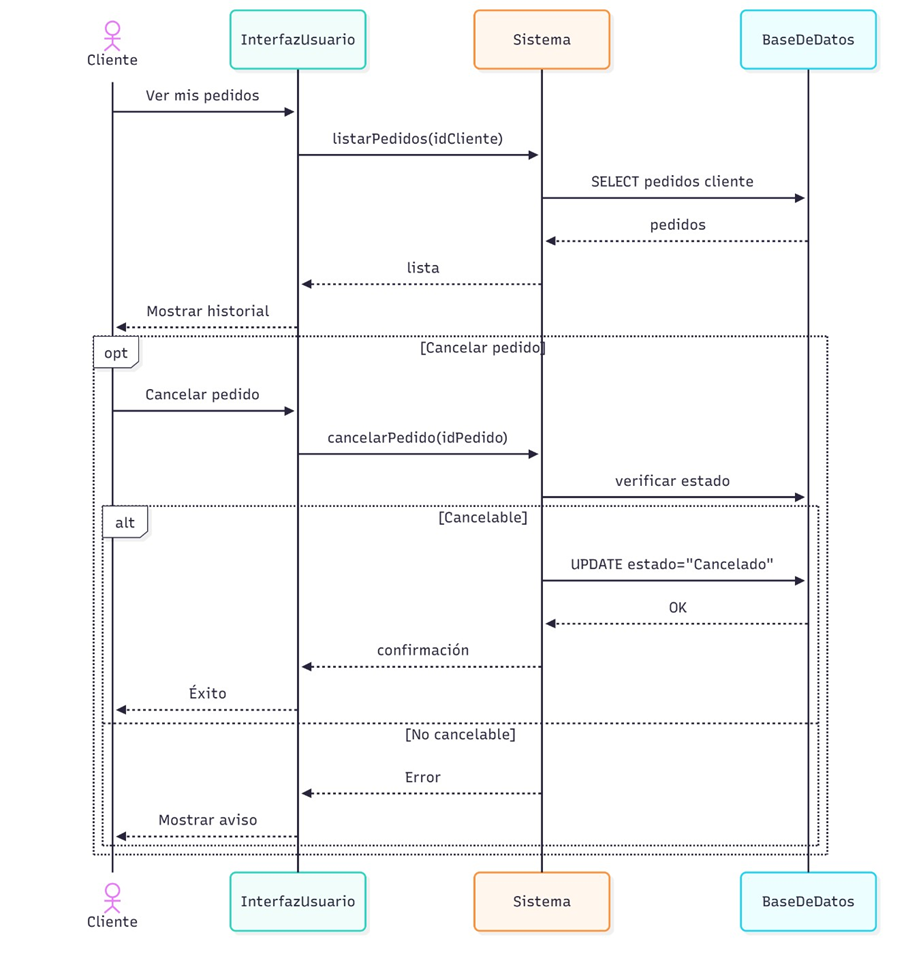 Cliente
InterfazUsuario
Sistema
BaseDeDatos
Ver mis pedidos
listarPedidos(idCliente)
SELECT pedidos cliente
pedidos
lista
Mostrar historial
opt
[Cancelar pedido]
Cancelar pedido
cancelarPedido(idPedido)
verificar estado
alt
[Cancelable]
UPDATE estado="Cancelado"
OK
confirmación
Éxito
[No cancelable]
Error
Mostrar aviso
Cliente
InterfazUsuario
Sistema
BaseDeDatos